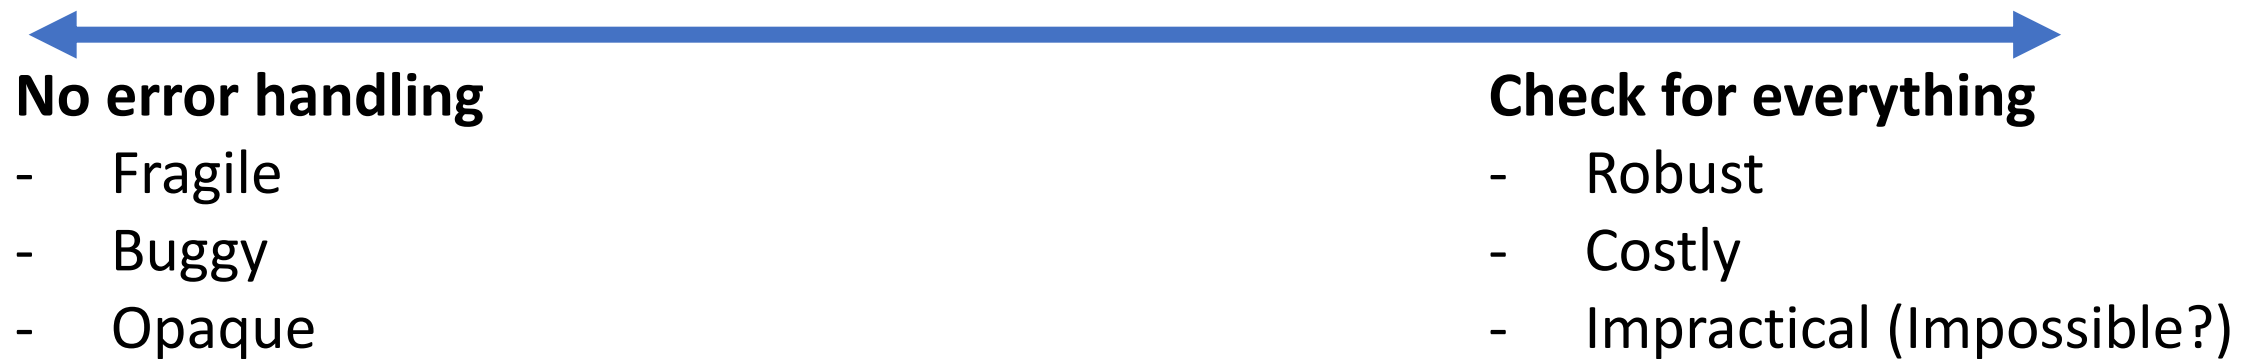 No error handling
- Fragile
- Buggy
- Opaque
Check for everything
- Robust
- Costly
- Impractical (Impossible?)